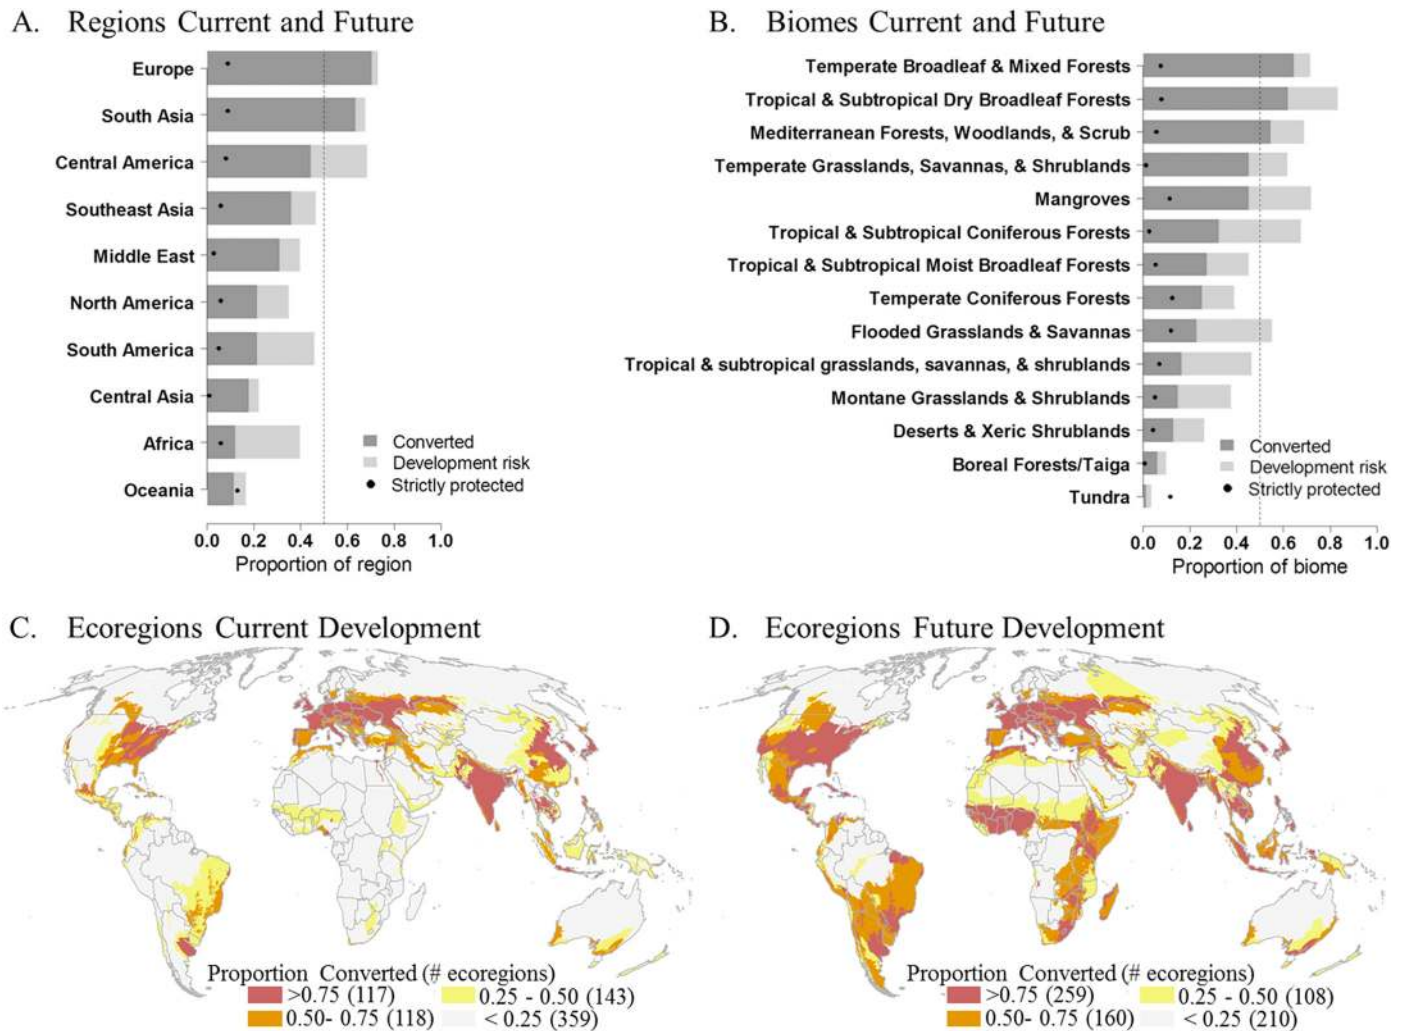 A. Regions Current and Future
Europe
South Asia
Central America
Southeast Asia
Middle East
North America
South America
Central Asia
Africa
Oceania
Converted
Development risk
Strictly protected
0.0 0.2 0.4 0.6 0.8 1.0
Proportion of region
B. Biomes Current and Future
Temperate Broadleaf & Mixed Forests
Tropical & Subtropical Dry Broadleaf Forests
Mediterranean Forests, Woodlands, & Scrub
Temperate Grasslands, Savannas, & Shrublands
Mangroves
Tropical & Subtropical Coniferous Forests
Tropical & Subtropical Moist Broadleaf Forests
Temperate Coniferous Forests
Flooded Grasslands & Savannas
Tropical & subtropical grasslands, savannas, & shrublands
Montane Grasslands & Shrublands
Deserts & Xeric Shrublands
Boreal Forests/Taiga
Tundra
Converted
Development risk
Strictly protected
0.0 0.2 0.4 0.6 0.8 1.0
Proportion of biome
C. Ecoregions Current Development
Proportion Converted (# ecoregions)
>0.75 (117) 0.25 - 0.50 (143)
0.50- 0.75 (118) < 0.25 (359)
D. Ecoregions Future Development
Proportion Converted (# ecoregions)
>0.75 (259) 0.25 - 0.50 (108)
0.50- 0.75 (160) < 0.25 (210)